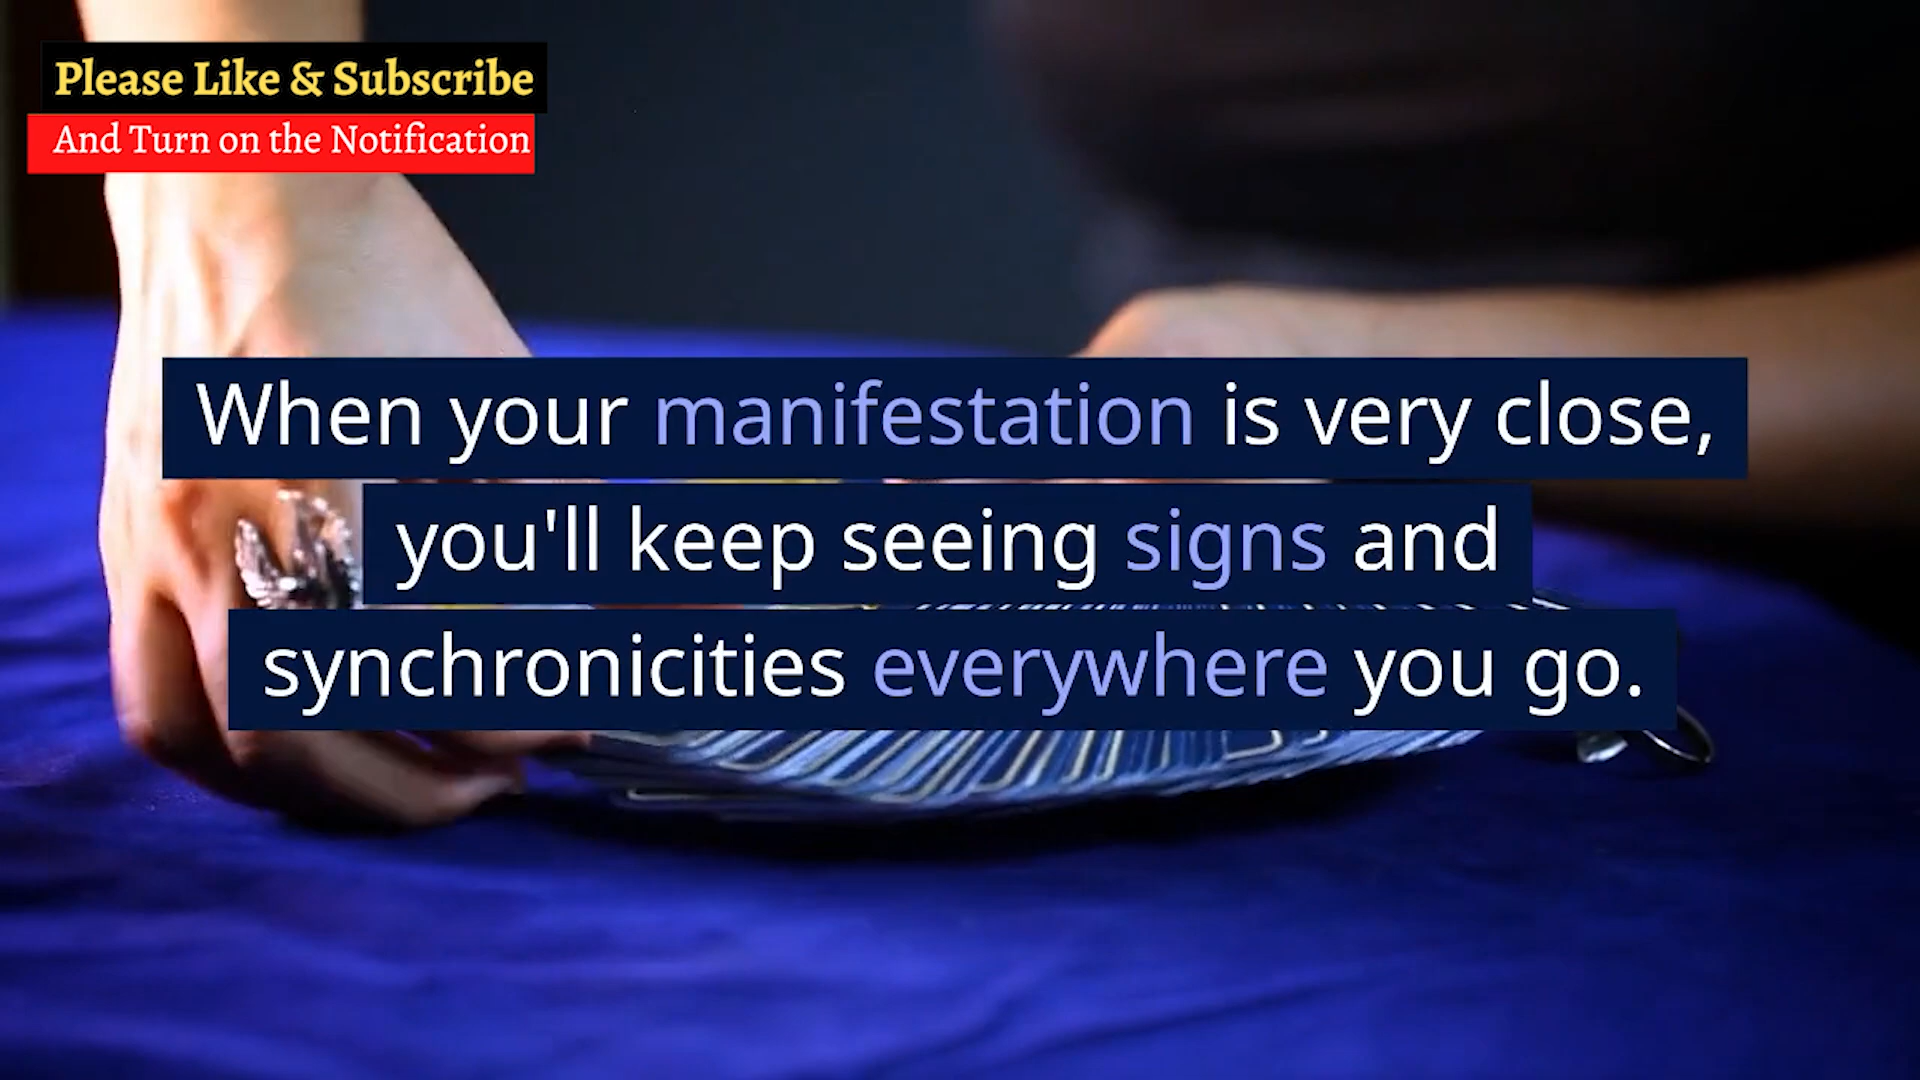 Please Like & Subscribe
And Turn on the Notification
When your manifestation is very close,
you'll keep seeing signs and
synchronicities everywhere you go.